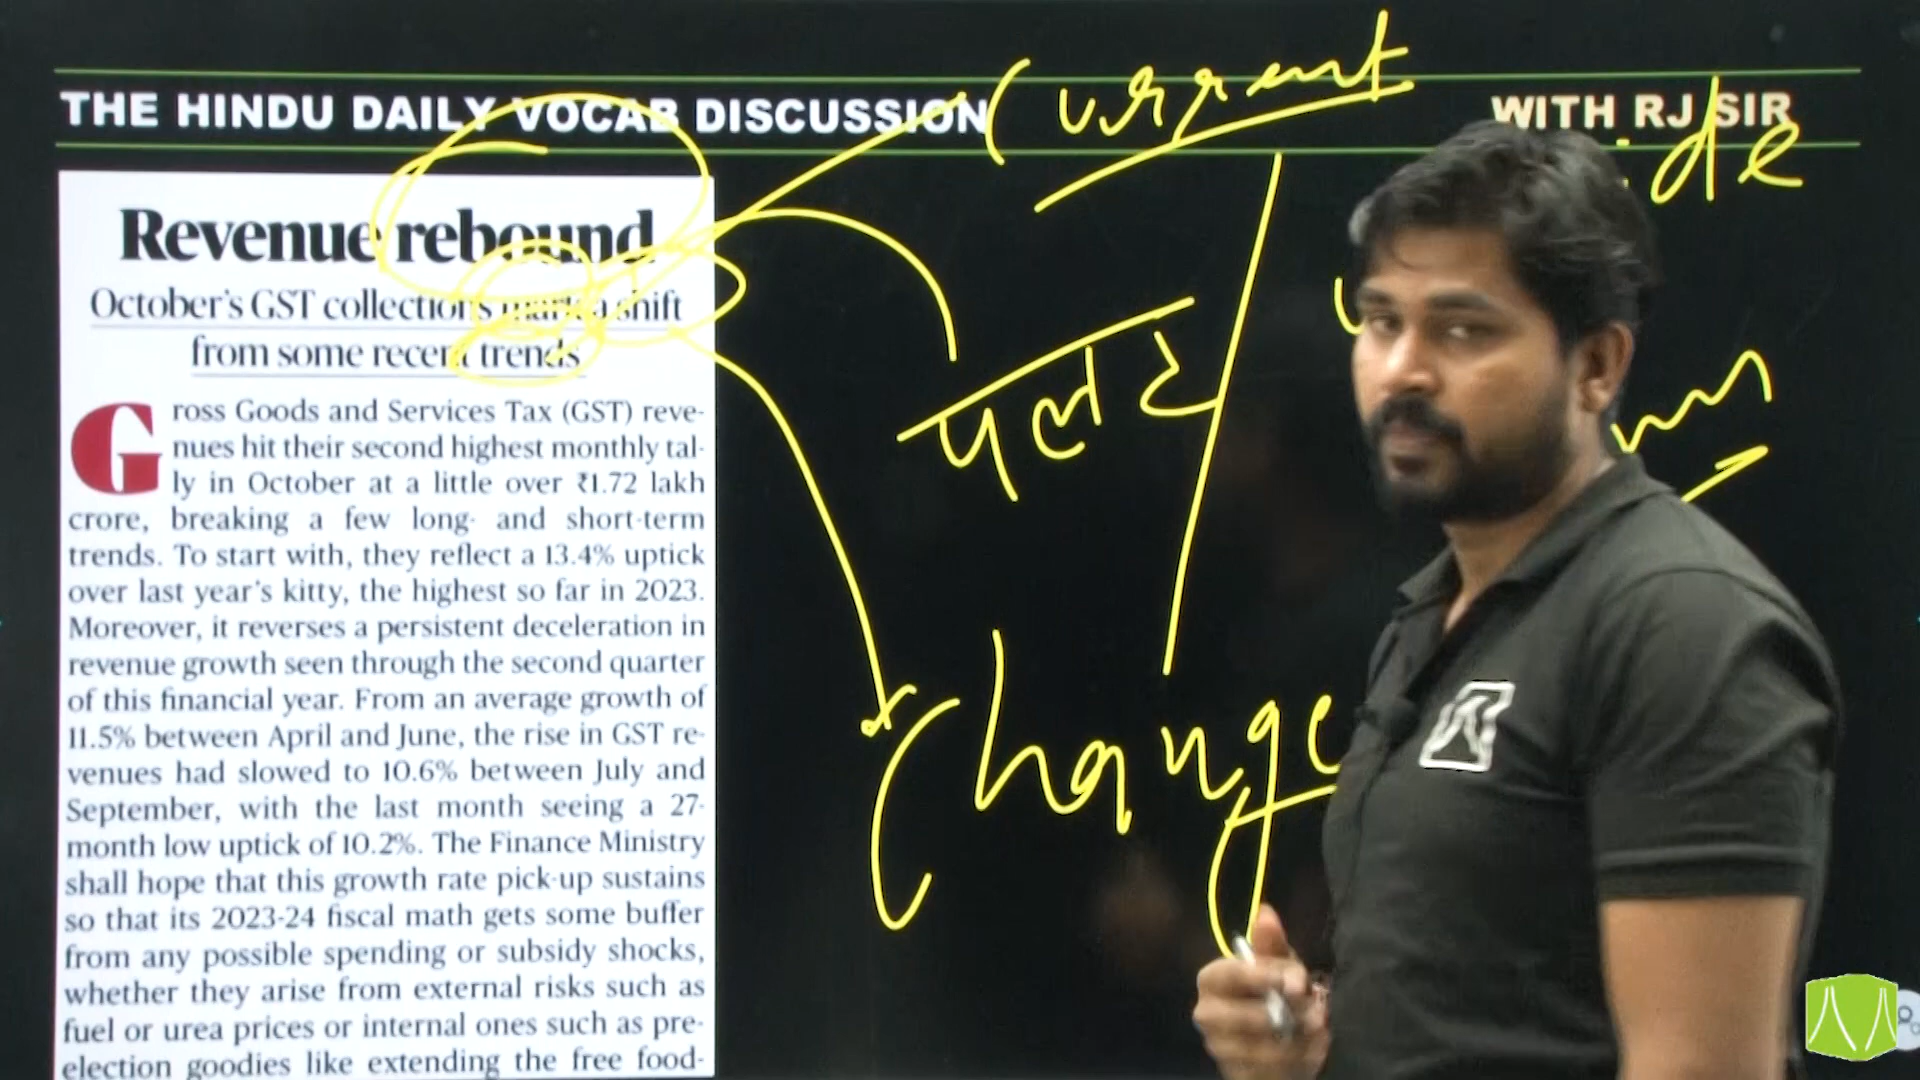 THE HINDU DAILY VOCAB DISCUSSION
WITH RJ SIR
Revenue rebound
October's GST collections mark a shift
from some recent trends
Gross Goods and Services Tax (GST) reve-
nues hit their second highest monthly tal-
ly in October at a little over ₹1.72 lakh
crore, breaking a few long- and short-term
trends. To start with, they reflect a 13.4% uptick
over last year's kitty, the highest so far in 2023.
Moreover, it reverses a persistent deceleration in
revenue growth seen through the second quarter
of this financial year. From an average growth of
11.5% between April and June, the rise in GST re-
venues had slowed to 10.6% between July and
September, with the last month seeing a 27-
month low uptick of 10.2%. The Finance Ministry
shall hope that this growth rate pick-up sustains
so that its 2023-24 fiscal math gets some buffer
from any possible spending or subsidy shocks,
whether they arise from external risks such as
fuel or urea prices or internal ones such as pre-
election goodies like extending the free food-
Current
पलट
Change